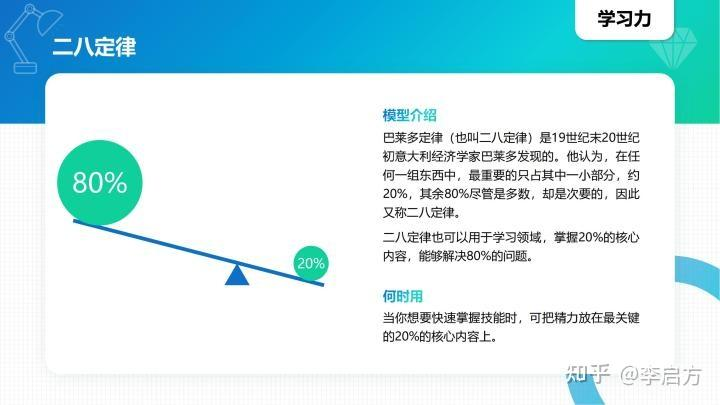 学习力
二八定律
80%
20%
模型介绍
巴莱多定律（也叫二八定律）是19世纪末20世纪
初意大利经济学家巴莱多发现的。他认为，在任
何一组东西中，最重要的只占其中一小部分，约
20%，其余80%尽管是多数，却是次要的，因此
又称二八定律。
二八定律也可以用于学习领域，掌握20%的核心
内容，能够解决80%的问题。
何时用
当你想要快速掌握技能时，可把精力放在最关键
的20%的核心内容上。
知乎 @李启方